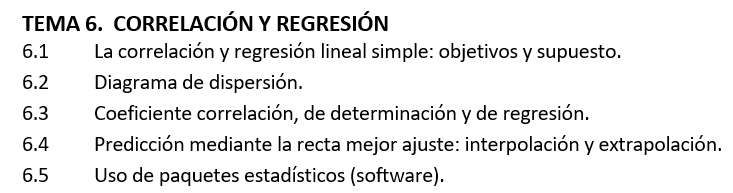 TEMA 6. CORRELACIÓN Y REGRESIÓN
6.1 La correlación y regresión lineal simple: objetivos y supuesto.
6.2 Diagrama de dispersión.
6.3 Coeficiente correlación, de determinación y de regresión.
6.4 Predicción mediante la recta mejor ajuste: interpolación y extrapolación.
6.5 Uso de paquetes estadísticos (software).